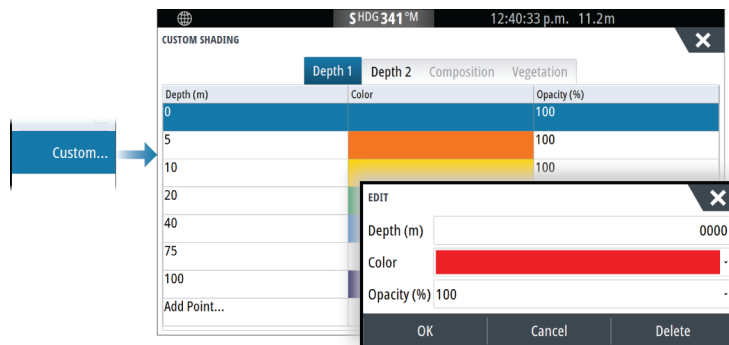 S HDG 341 °M 12:40:33 p.m. 11.2m
CUSTOM SHADING
Depth 1 Depth 2 Composition Vegetation
Depth (m) Color Opacity (%)
0 100
5 100
10 100
20
40
75
100
Add Point...
Custom...
EDIT
Depth (m) 0000
Color
Opacity (%) 100
OK Cancel Delete